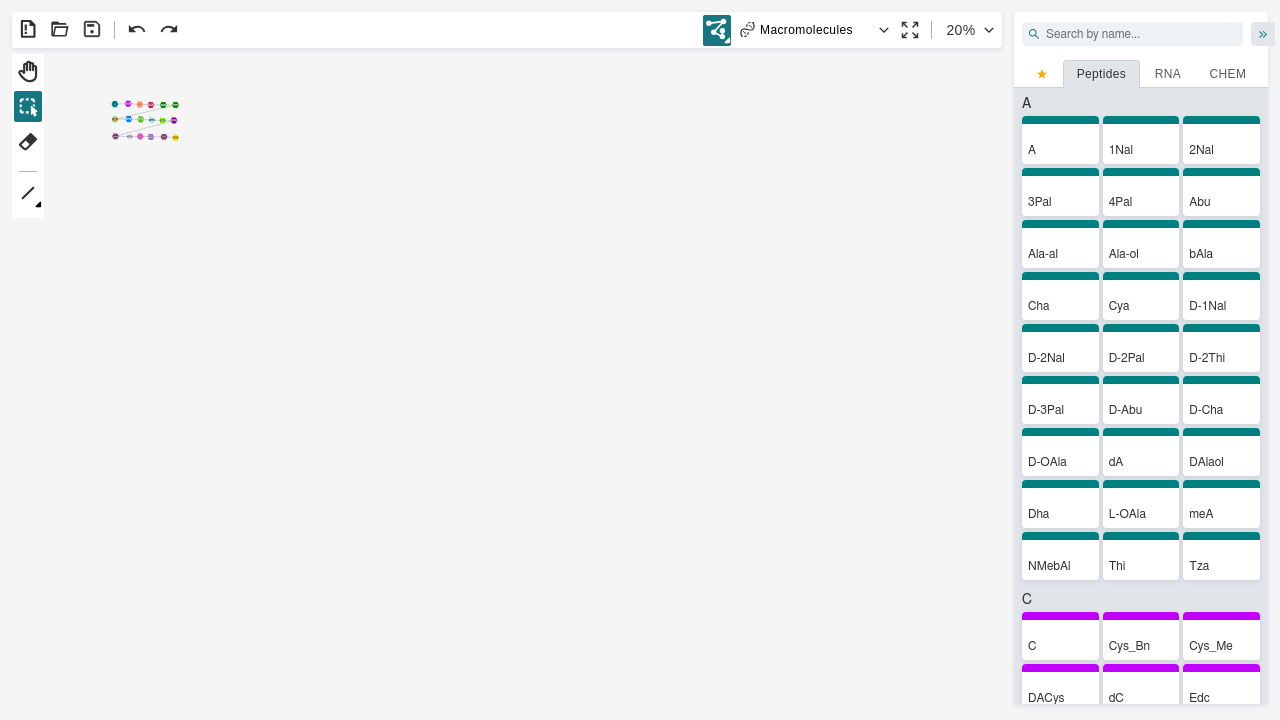 Macromolecules
20%
Search by name...
»
★ Peptides RNA CHEM
A
A 1Nal 2Nal
3Pal 4Pal Abu
Ala-al Ala-ol bAla
Cha Cya D-1Nal
D-2Nal D-2Pal D-2Thi
D-3Pal D-Abu D-Cha
D-OAla dA DAlaol
Dha L-OAla meA
NMebAl Thi Tza
C
C Cys_Bn Cys_Me
DACys dC Edc